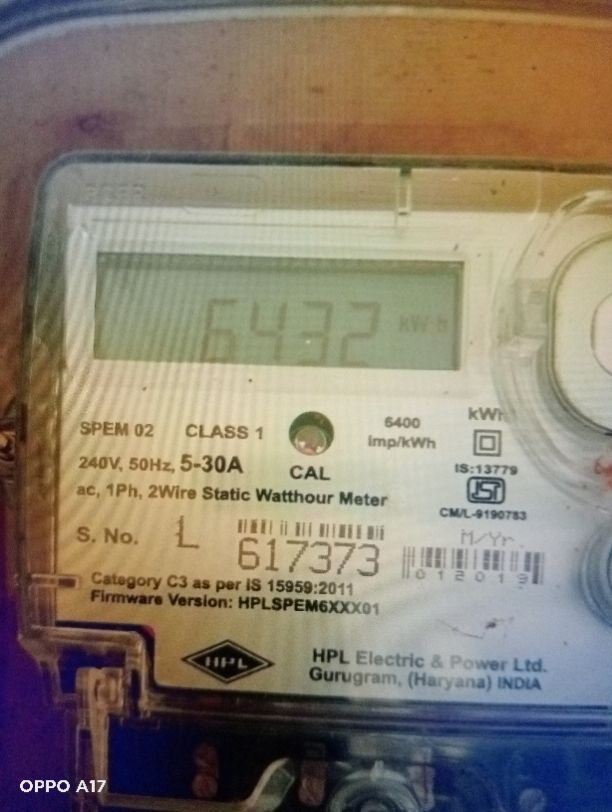 6432 kWh
SPEM 02 CLASS 1 CAL 6400 imp/kWh kWh
240V, 50Hz, 5-30A
ac, 1Ph, 2Wire Static Watthour Meter
IS:13779
ISI
CM/L-9190783
S. No. L 617373
M/Yr.
012019
Category C3 as per IS 15959:2011
Firmware Version: HPLSPEM6XXX01
HPL
HPL Electric & Power Ltd.
Gurugram, (Haryana) INDIA
OPPO A17